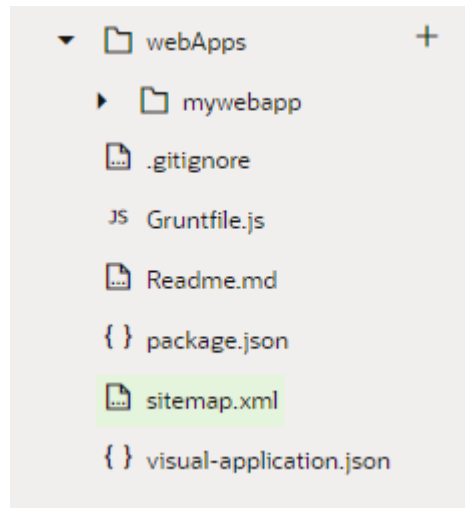 webApps
mywebapp
.gitignore
JS Gruntfile.js
Readme.md
{ } package.json
sitemap.xml
{ } visual-application.json